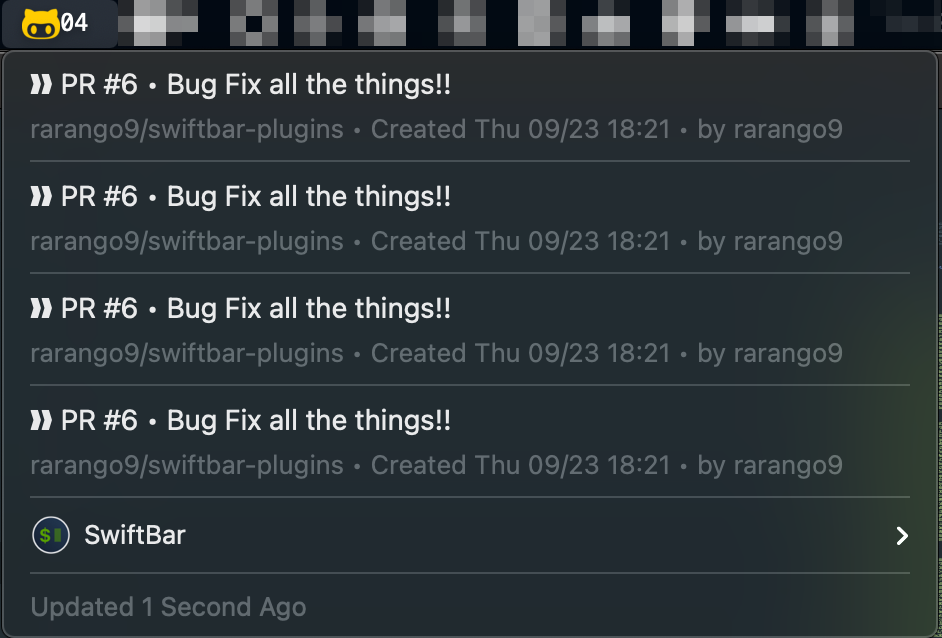 04
PR #6 • Bug Fix all the things!!
rarango9/swiftbar-plugins • Created Thu 09/23 18:21 • by rarango9
PR #6 • Bug Fix all the things!!
rarango9/swiftbar-plugins • Created Thu 09/23 18:21 • by rarango9
PR #6 • Bug Fix all the things!!
rarango9/swiftbar-plugins • Created Thu 09/23 18:21 • by rarango9
PR #6 • Bug Fix all the things!!
rarango9/swiftbar-plugins • Created Thu 09/23 18:21 • by rarango9
$ SwiftBar
Updated 1 Second Ago